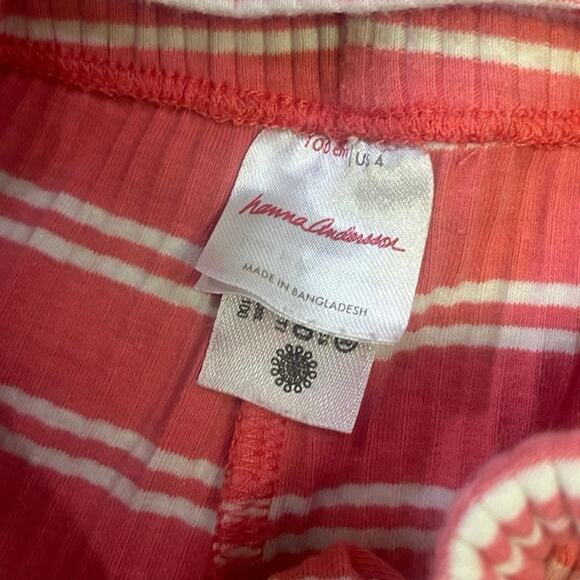 100 cm | US 4
hanna andersson
MADE IN BANGLADESH